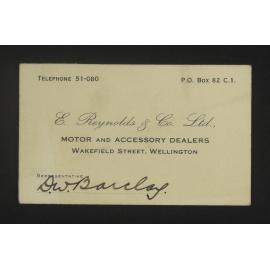 TELEPHONE 51-080
P.O. BOX 82 C.1.
E. Reynolds & Co. Ltd.,
MOTOR AND ACCESSORY DEALERS
WAKEFIELD STREET, WELLINGTON
REPRESENTATIVE
D.W. Barclay.